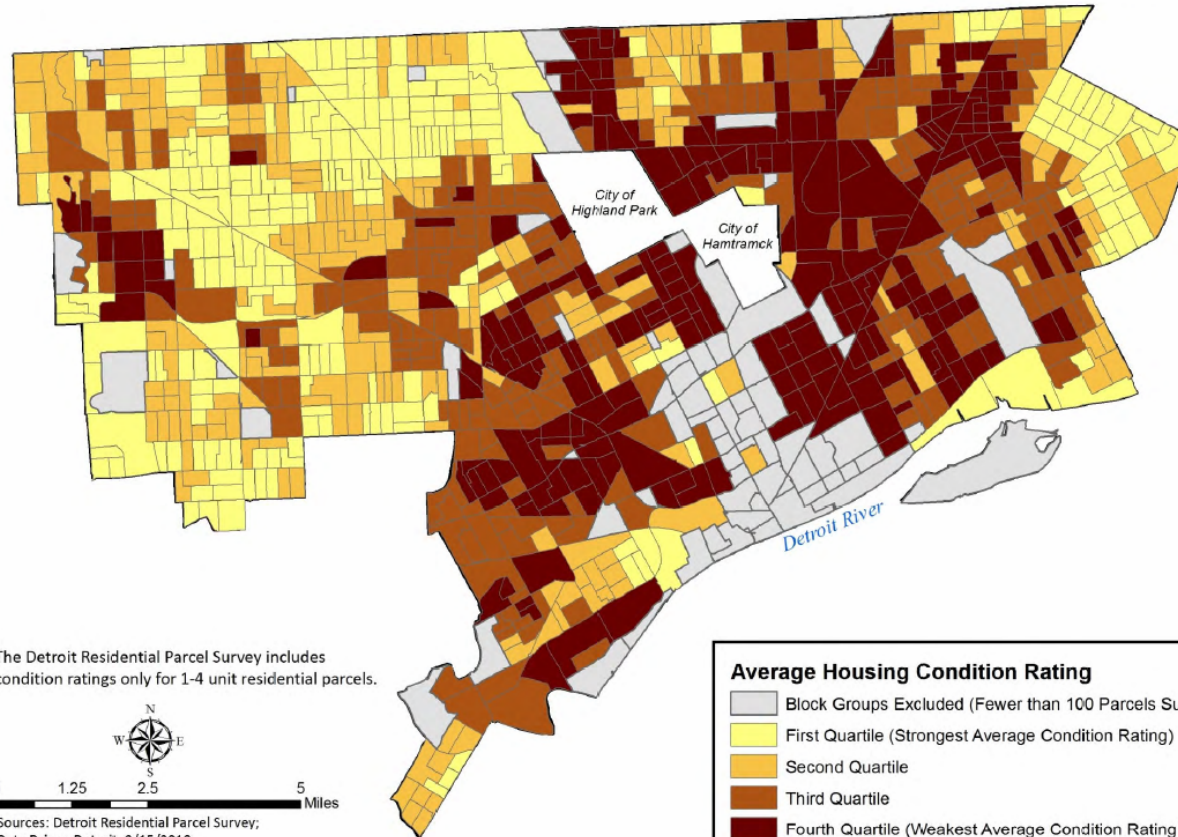 City of
Highland Park
City of
Hamtramck
Detroit River
The Detroit Residential Parcel Survey includes
condition ratings only for 1-4 unit residential parcels.
N
W E
S
1.25 2.5 5
Miles
Sources: Detroit Residential Parcel Survey;
Average Housing Condition Rating
Block Groups Excluded (Fewer than 100 Parcels
First Quartile (Strongest Average Condition Rating)
Second Quartile
Third Quartile
Fourth Quartile (Weakest Average Condition Rating